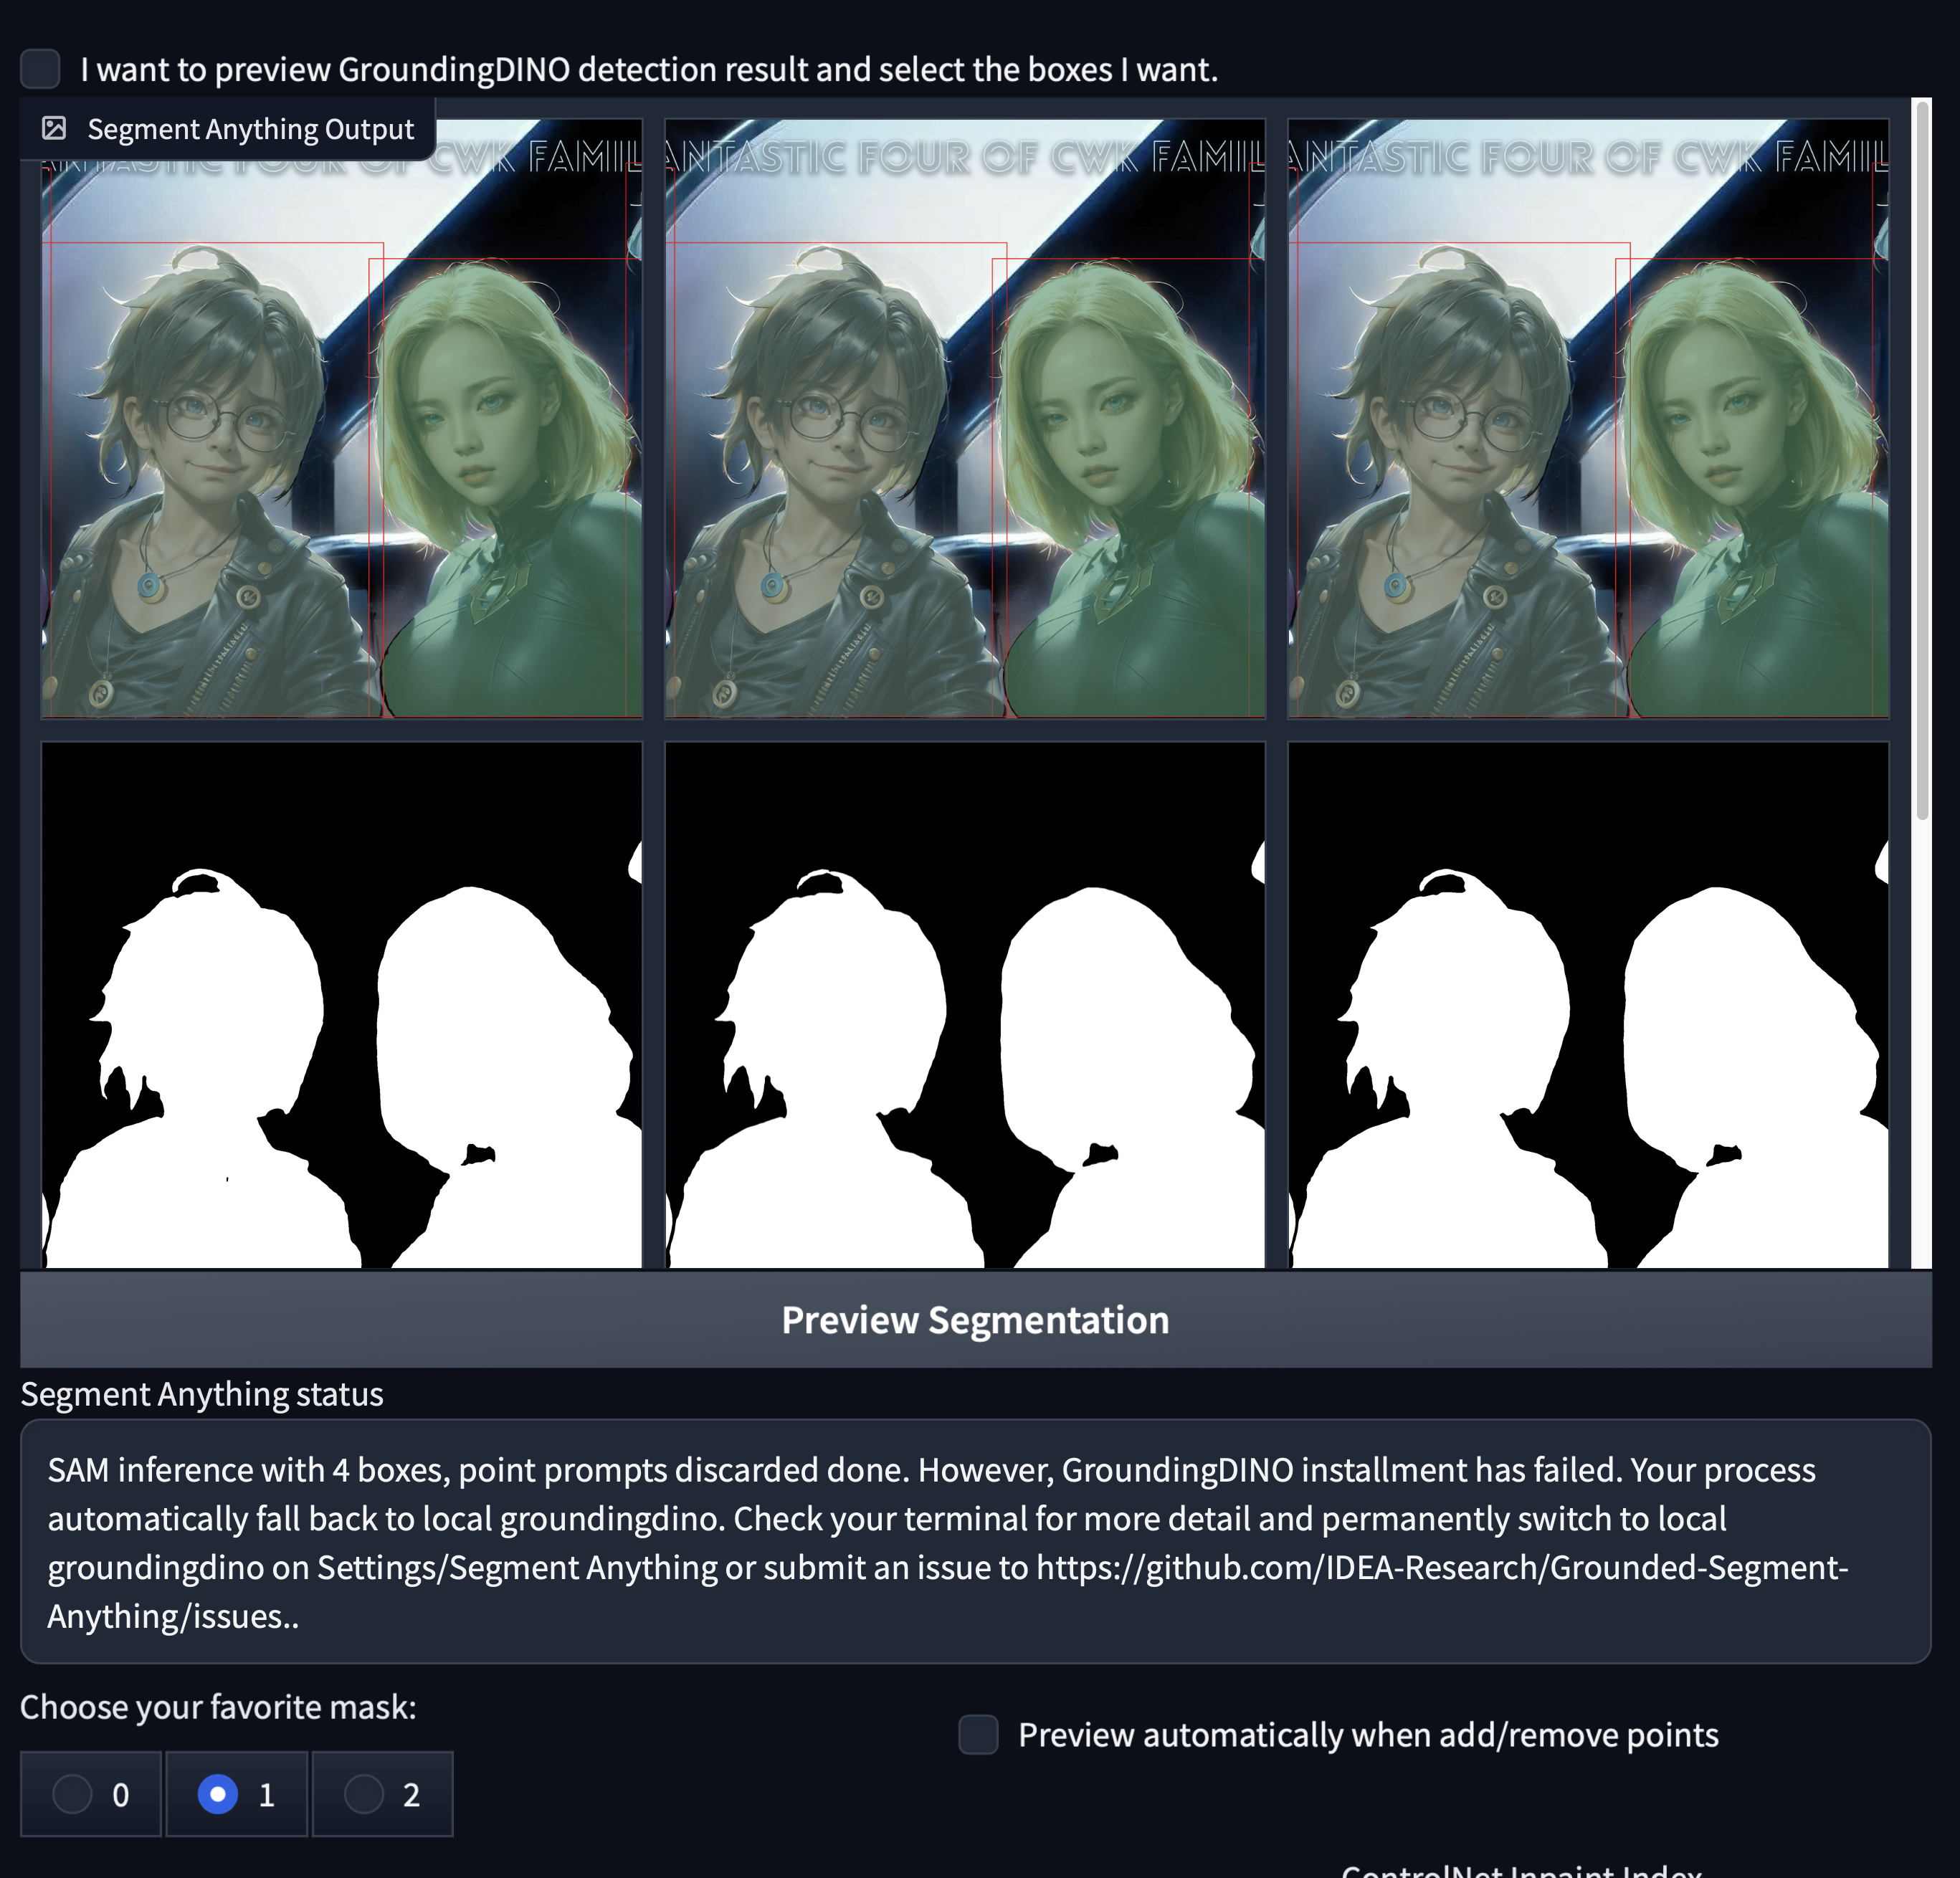 I want to preview GroundingDINO detection result and select the boxes I want.
Segment Anything Output
FOUR OF CWK FAMIIL
ANTASTIC FOUR OF CWK FAMIIL
ANTASTIC FOUR OF CWK FAMIIL
Preview Segmentation
Segment Anything status
SAM inference with 4 boxes, point prompts discarded done. However, GroundingDINO installment has failed. Your process
automatically fall back to local groundingdino. Check your terminal for more detail and permanently switch to local
groundingdino on Settings/Segment Anything or submit an issue to https://github.com/IDEA-Research/Grounded-Segment-
Anything/issues..
Choose your favorite mask:
Preview automatically when add/remove points
0 1 2
ControlNet Inpaint Index